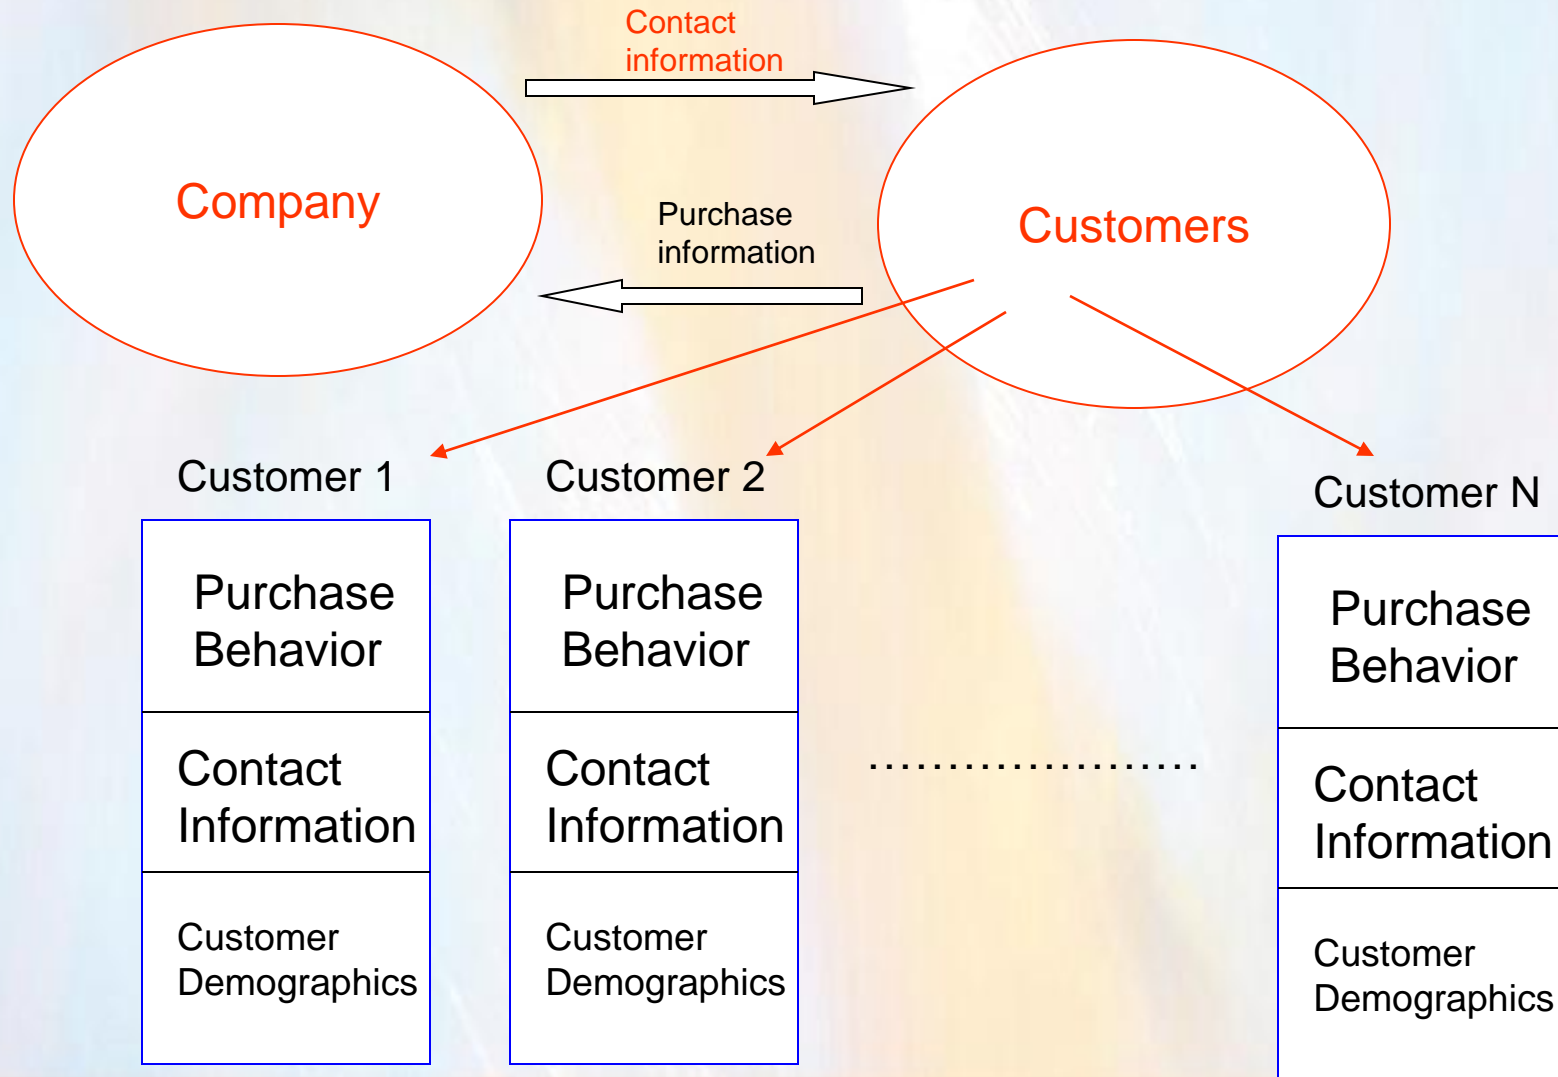 Contact
information
Company
Purchase
information
Customers
Customer 1
Customer 2
Customer N
Purchase
Behavior
Contact
Information
Customer
Demographics
Purchase
Behavior
Contact
Information
Customer
Demographics
.....................
Purchase
Behavior
Contact
Information
Customer
Demographics